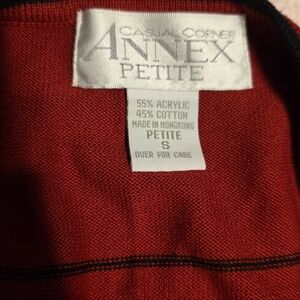 CASUAL CORNER
ANNEX
PETITE
55% ACRYLIC
45% COTTON
MADE IN HONGKONG
PETITE
S
OVER FOR CARE